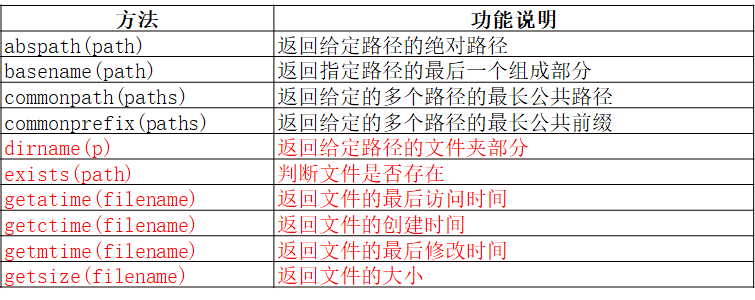 方法 功能说明
abspath(path) 返回给定路径的绝对路径
basename(path) 返回指定路径的最后一个组成部分
commonpath(paths) 返回给定的多个路径的最长公共路径
commonprefix(paths) 返回给定的多个路径的最长公共前缀
dirname(p) 返回给定路径的文件夹部分
exists(path) 判断文件是否存在
getatime(filename) 返回文件的最后访问时间
getctime(filename) 返回文件的创建时间
getmtime(filename) 返回文件的最后修改时间
getsize(filename) 返回文件的大小